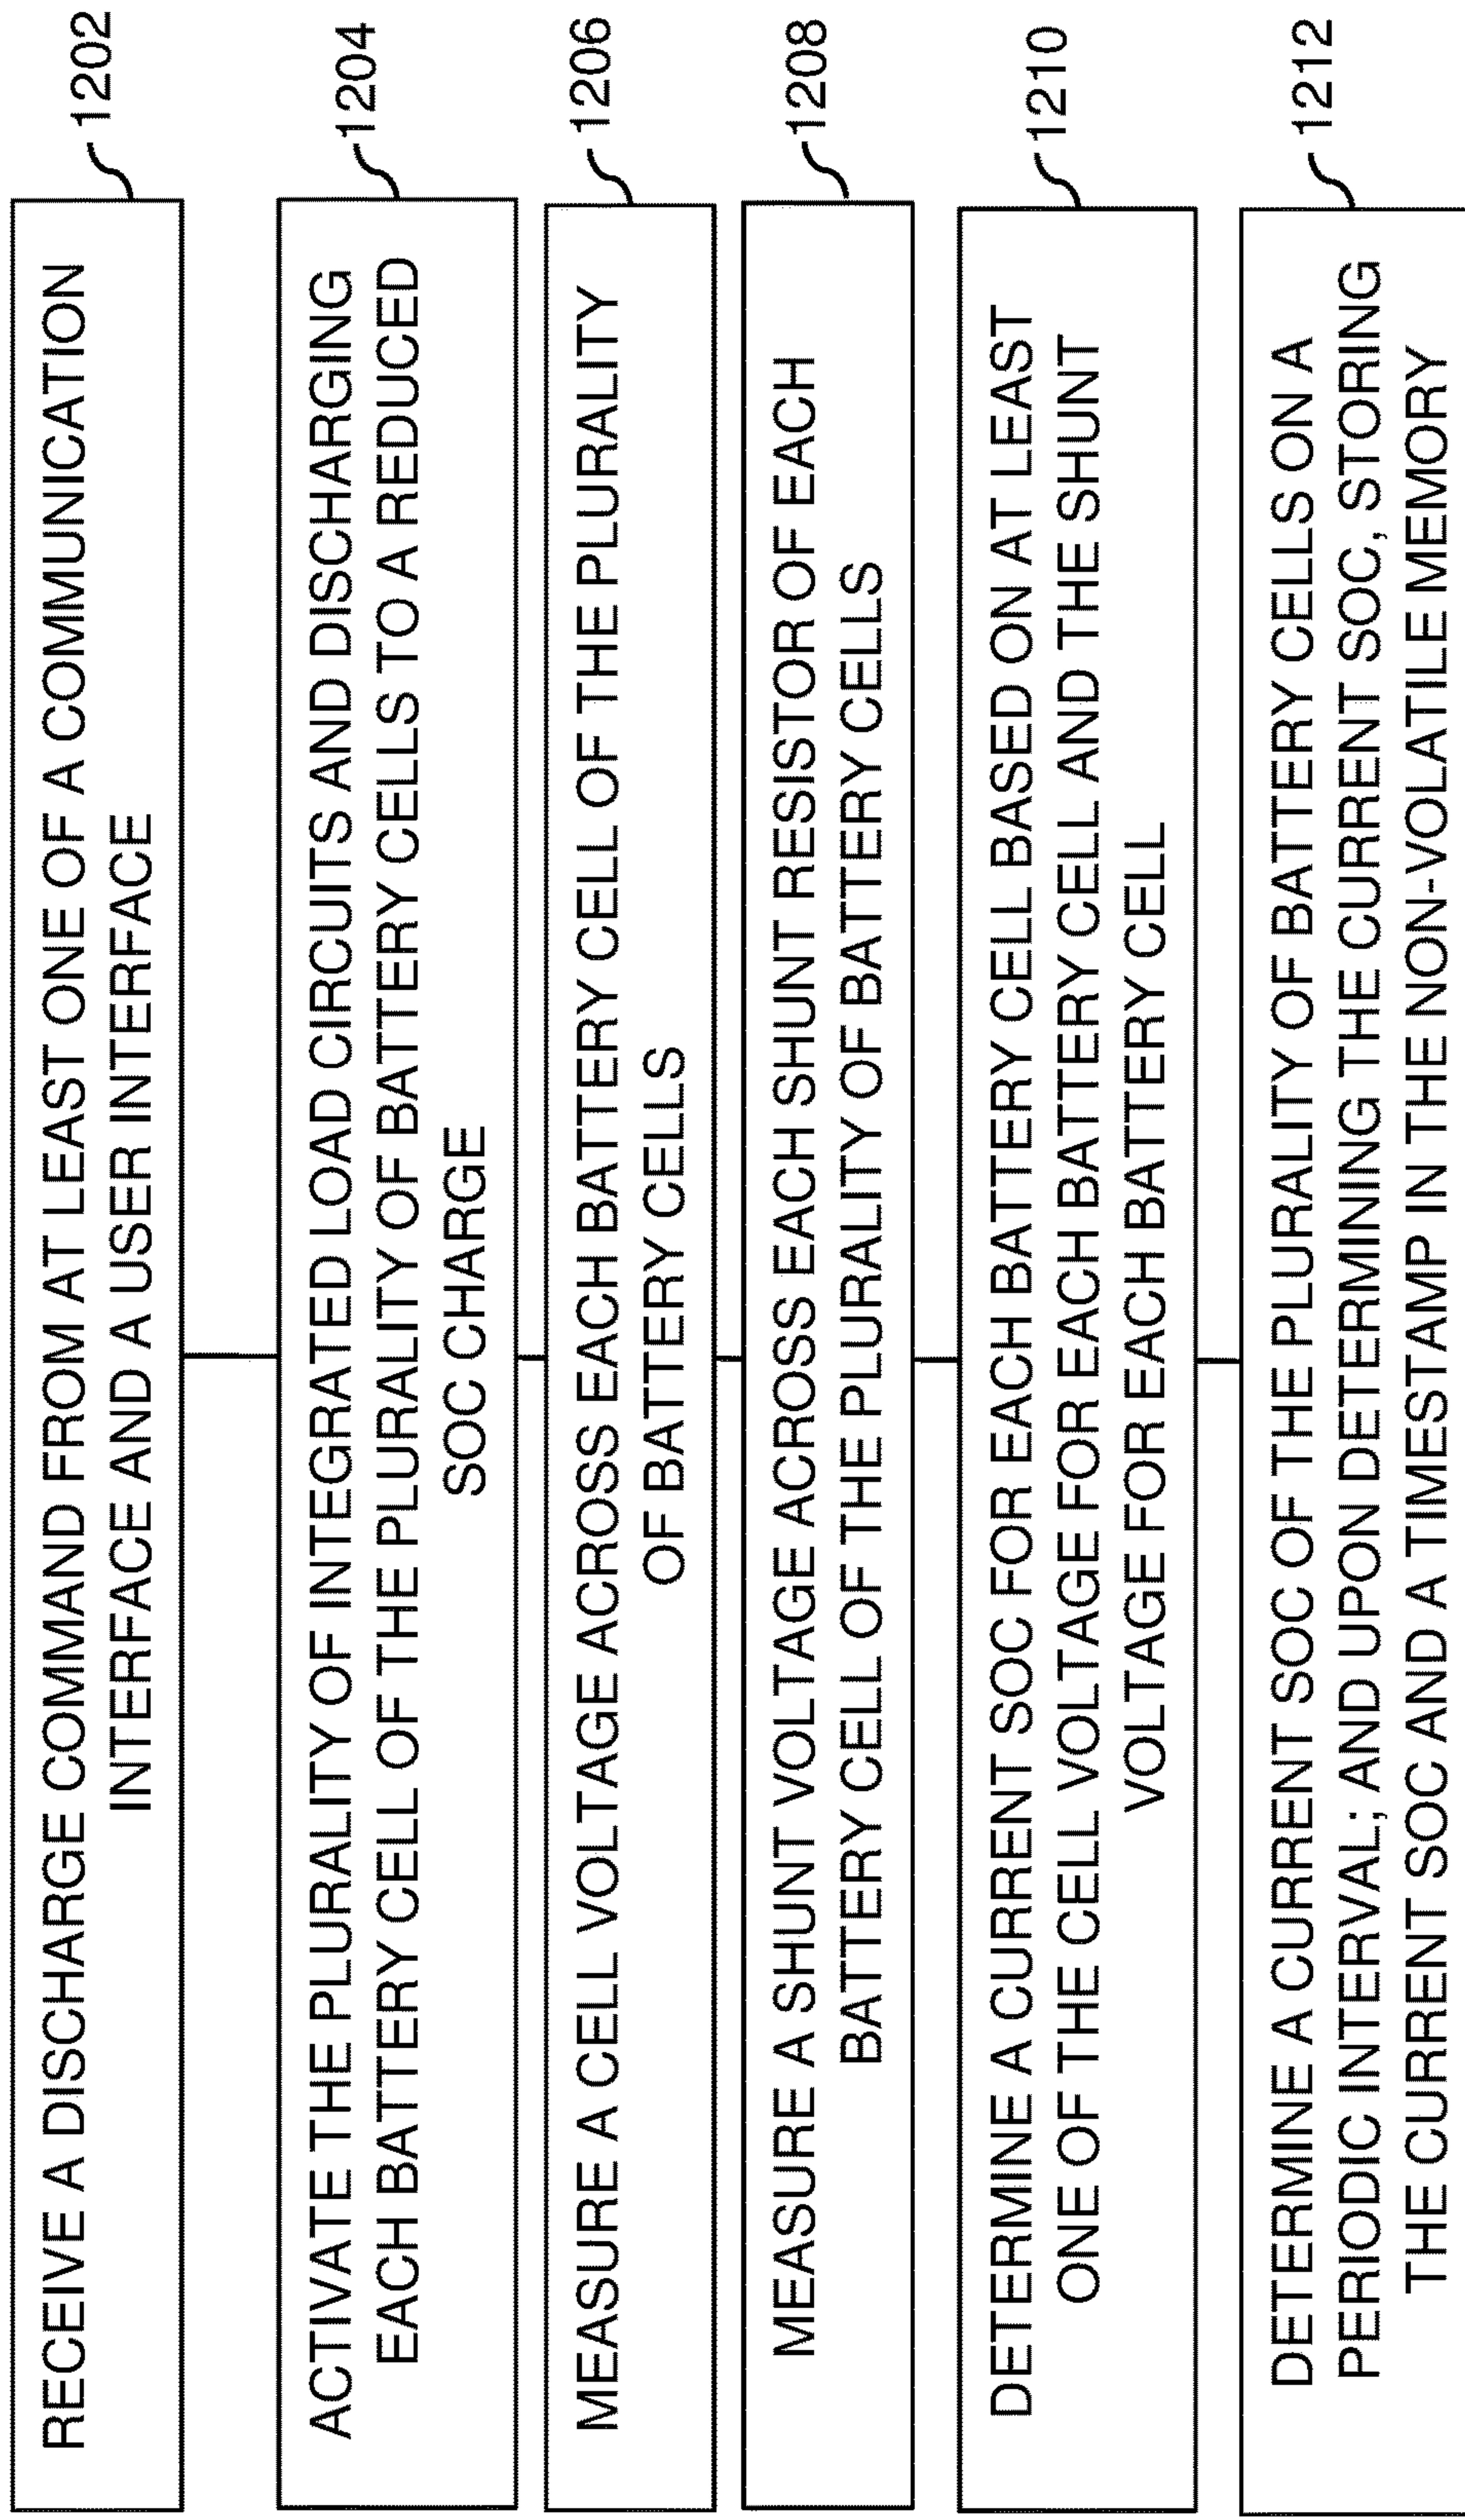 RECEIVE A DISCHARGE COMMAND FROM AT LEAST ONE OF A COMMUNICATION
INTERFACE AND A USER INTERFACE
1202
ACTIVATE THE PLURALITY OF INTEGRATED LOAD CIRCUITS AND DISCHARGING
EACH BATTERY CELL OF THE PLURALITY OF BATTERY CELLS TO A REDUCED
SOC CHARGE
1204
MEASURE A CELL VOLTAGE ACROSS EACH BATTERY CELL OF THE PLURALITY
OF BATTERY CELLS
1206
MEASURE A SHUNT VOLTAGE ACROSS EACH SHUNT RESISTOR OF EACH
BATTERY CELL OF THE PLURALITY OF BATTERY CELLS
1208
DETERMINE A CURRENT SOC FOR EACH BATTERY CELL BASED ON AT LEAST
ONE OF THE CELL VOLTAGE FOR EACH BATTERY CELL AND THE SHUNT
VOLTAGE FOR EACH BATTERY CELL
1210
DETERMINE A CURRENT SOC OF THE PLURALITY OF BATTERY CELLS ON A
PERIODIC INTERVAL; AND UPON DETERMINING THE CURRENT SOC, STORING
THE CURRENT SOC AND A TIMESTAMP IN THE NON-VOLATILE MEMORY
1212